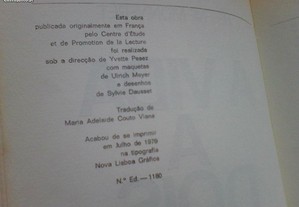 Esta obra
publicada originalmente em França
pelo Centre d'Etude
et de Promotion de la Lecture
foi realizada
sob a direcção de Yvette Pesez
com maquetas
de Ulrich Meyer
e desenhos
de Sylvia Dausset
Tradução de
Maria Adelaide Couto Viana
Acabou de se imprimir
em Julho de 1979
na tipografia
Nova Lisboa Gráfica
N.º Ed.—1180